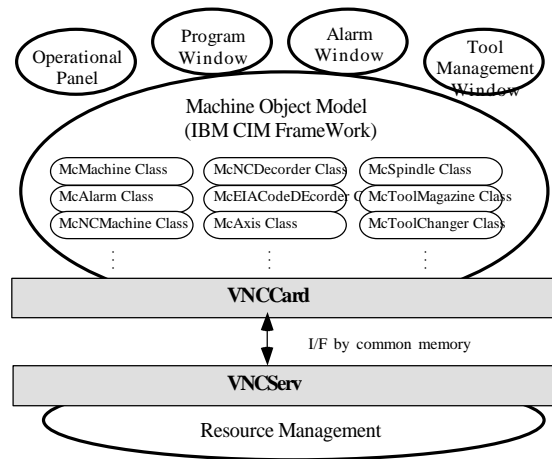 Operational
Panel
Program
Window
Alarm
Window
Tool
Management
Window
Machine Object Model
(IBM CIM FrameWork)
McMachine Class
McNCDecorder Class
McSpindle Class
McAlarm Class
McEIACodeDEcorder C
McToolMagazine Class
McNCMachine Class
McAxis Class
McToolChanger Class
VNCCard
I/F by common memory
VNCServ
Resource Management